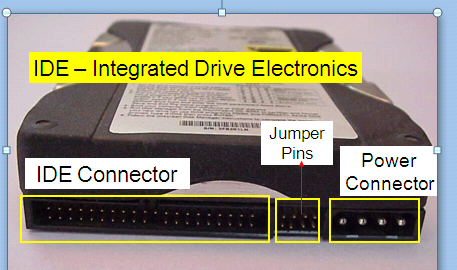 IDE – Integrated Drive Electronics
Jumper
Pins
IDE Connector
Power
Connector